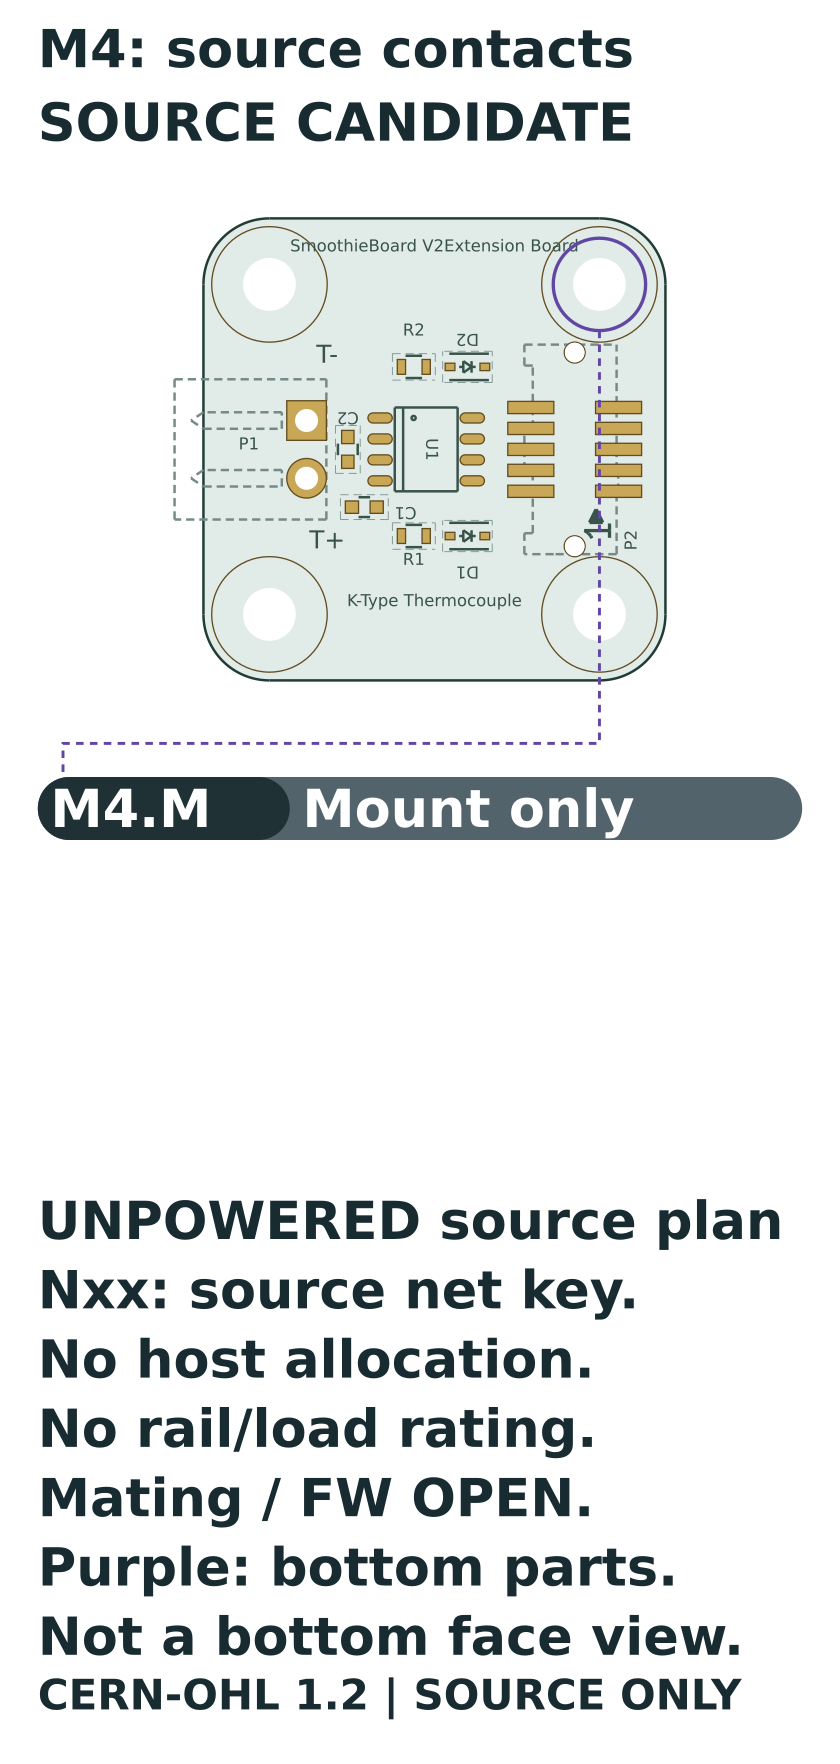 M4: source contacts
SOURCE CANDIDATE
SmoothieBoard V2Extension Board
R2
D2
T-
C2
P1
U1
C1
T+
R1
D1
1
P2
K-Type Thermocouple
M4.M Mount only
UNPOWERED source plan
Nxx: source net key.
No host allocation.
No rail/load rating.
Mating / FW OPEN.
Purple: bottom parts.
Not a bottom face view.
CERN-OHL 1.2 | SOURCE ONLY